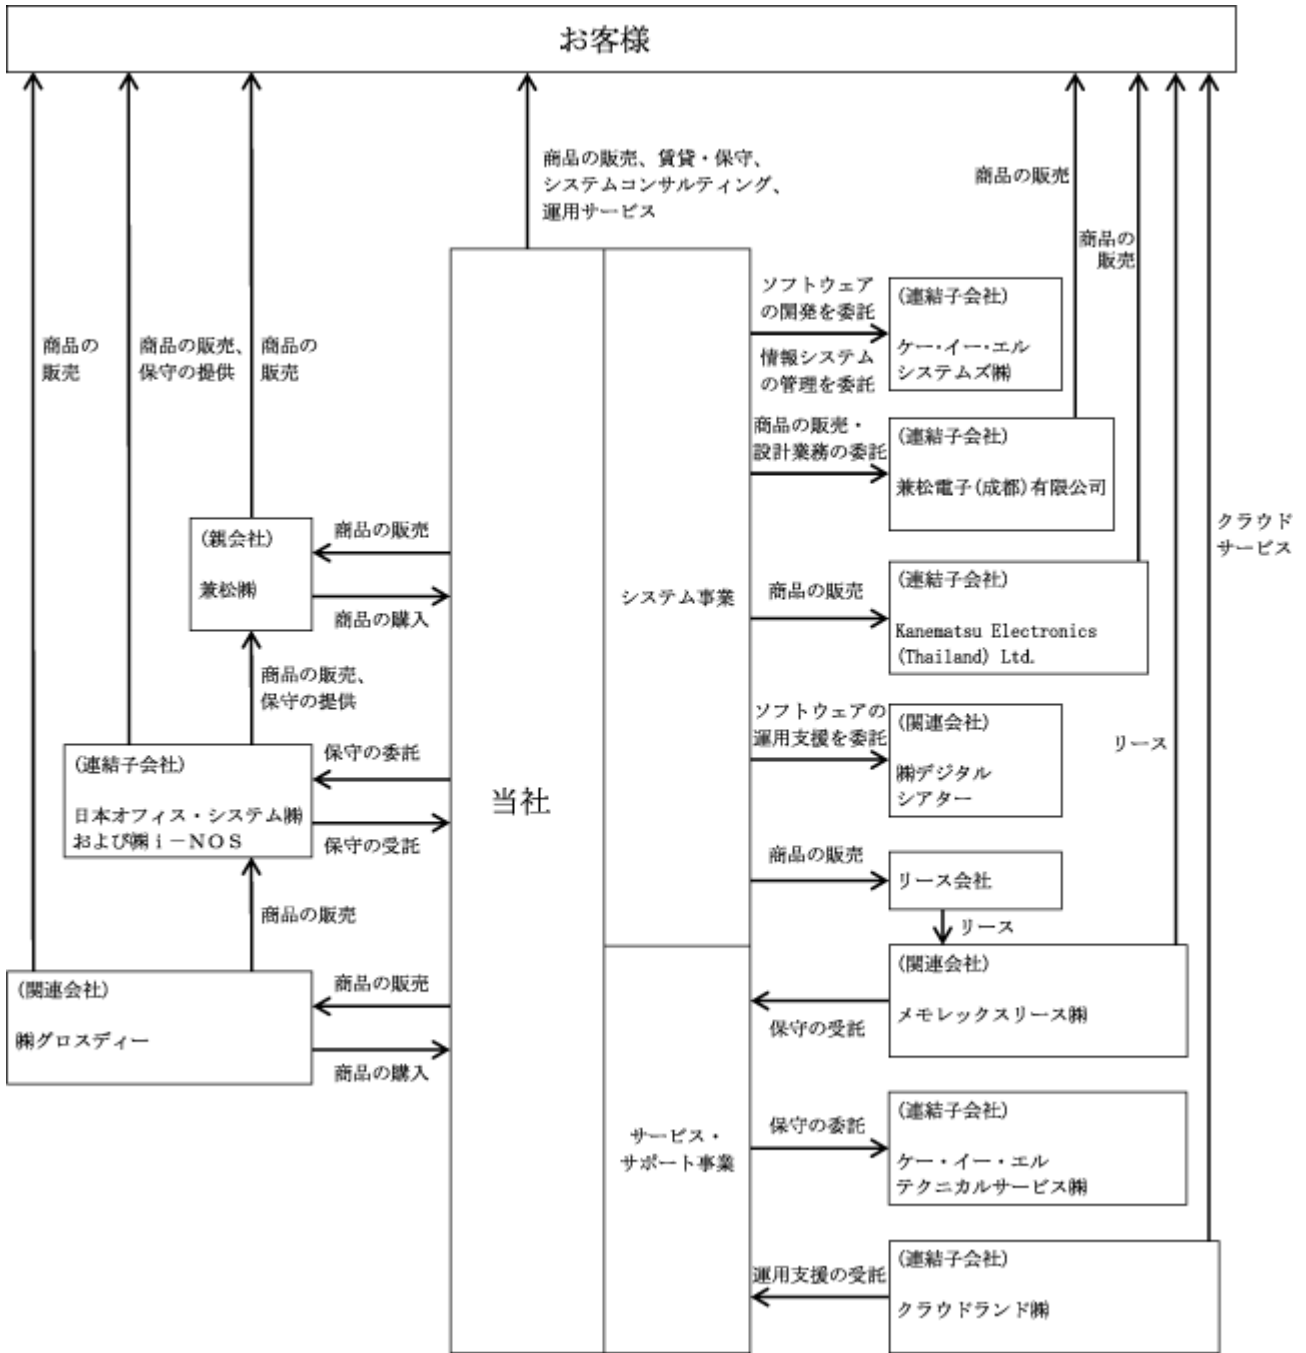 お客様
商品の販売、賃貸・保守、
システムコンサルティング、
運用サービス
商品の販売
商品の
販売
商品の
販売
商品の販売、
保守の提供
商品の
販売
ソフトウェア
の開発を委託
情報システム
の管理を委託
(連結子会社)
ケー・イー・エル
システムズ㈱
商品の販売・
設計業務の委託
(連結子会社)
兼松電子(成都)有限公司
クラウド
サービス
(親会社)
兼松㈱
商品の販売
商品の購入
システム事業
商品の販売
(連結子会社)
Kanematsu Electronics
(Thailand) Ltd.
商品の販売、
保守の提供
ソフトウェアの
運用支援を委託
(関連会社)
㈱デジタル
シアター
リース
(連結子会社)
日本オフィス・システム㈱
および㈱i-NOS
保守の委託
保守の受託
当社
商品の販売
リース会社
リース
商品の販売
(関連会社)
㈱グロスディー
商品の販売
商品の購入
(関連会社)
メモレックスリース㈱
保守の受託
サービス・
サポート事業
保守の委託
(連結子会社)
ケー・イー・エル
テクニカルサービス㈱
運用支援の受託
(連結子会社)
クラウドランド㈱